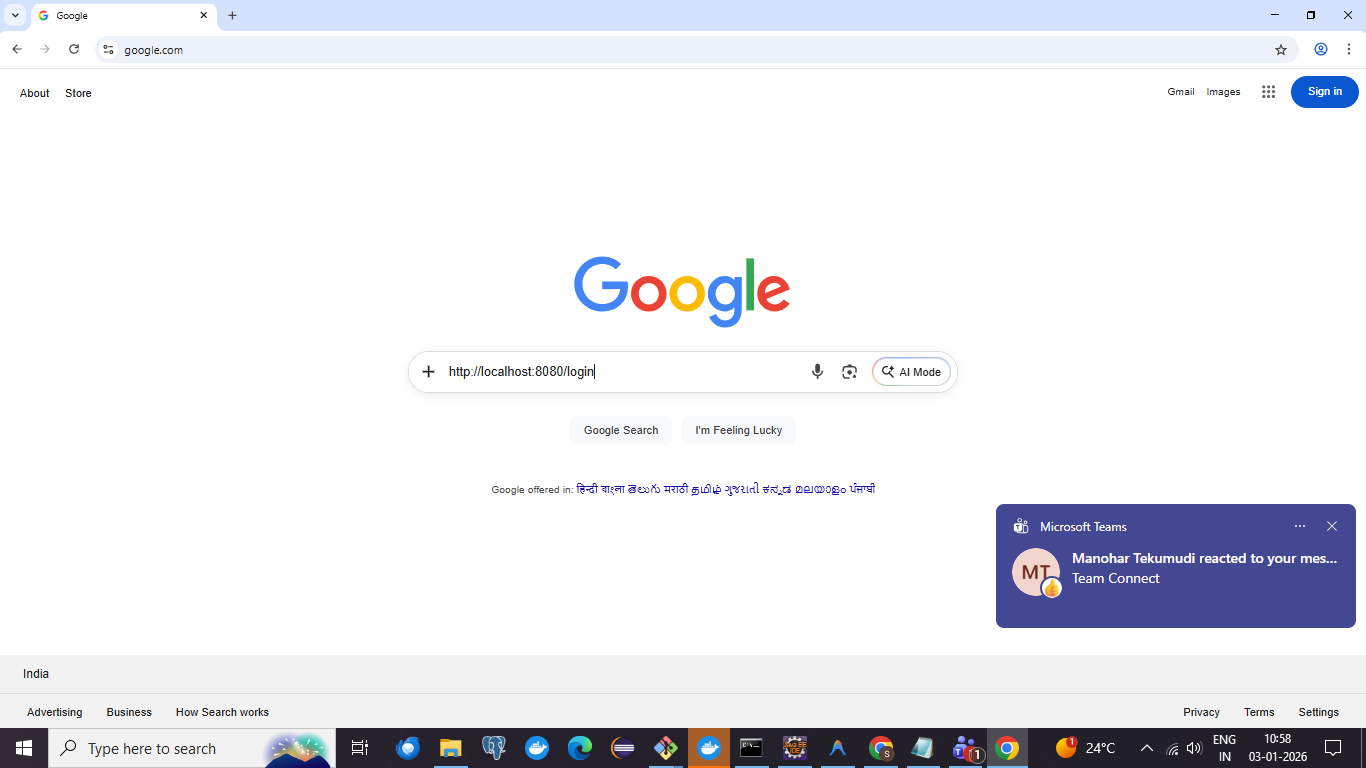 Google
google.com
About Store
Gmail Images Sign in
Google
http://localhost:8080/login
AI Mode
Google Search I'm Feeling Lucky
Google offered in: हिन्दी বাংলা తెలుగు मराठी தமிழ் ગુજરાતી ಕನ್ನಡ മലയാളം ਪੰਜਾਬੀ
Microsoft Teams
MT
Manohar Tekumudi reacted to your mes...
Team Connect
India
Advertising Business How Search works
Privacy Terms Settings
Type here to search
1
1
24°C
ENG
IN
10:58
03-01-2026